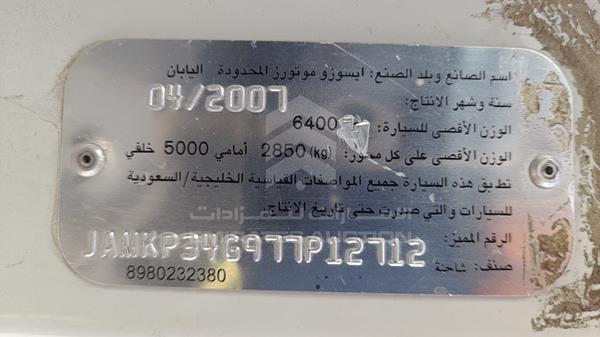 اسم الصانع وبلد الصنع: ايسوزو موتورز المحدودة اليابان
سنة وشهر الانتاج: 04/2007
الوزن الأقصى للسيارة: 6400
الوزن الأقصى على كل محور: 2850(kg) أمامي 5000 خلفي
تطبق هذه السيارة جميع المواصفات القياسية الخليجية/السعودية
للسيارات والتي صدرت حتى تاريخ الانتاج.
الرقم المميز: JAMKP34G977P12712
صنف: شاحنة 8980232380